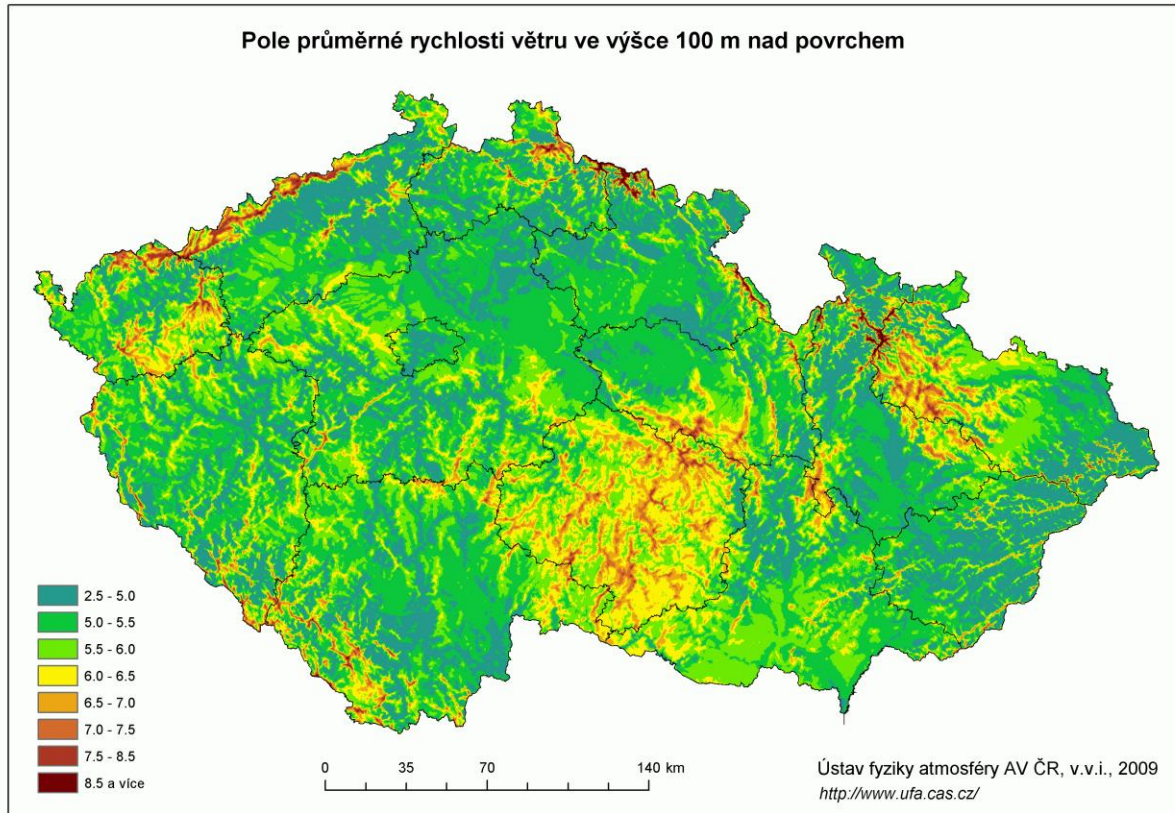 Pole průměrné rychlosti větru ve výšce 100 m nad povrchem
2.5 - 5.0
5.0 - 5.5
5.5 - 6.0
6.0 - 6.5
6.5 - 7.0
7.0 - 7.5
7.5 - 8.5
8.5 a více
0 35 70 140 km
Ústav fyziky atmosféry AV ČR, v.v.i., 2009
http://www.ufa.cas.cz/